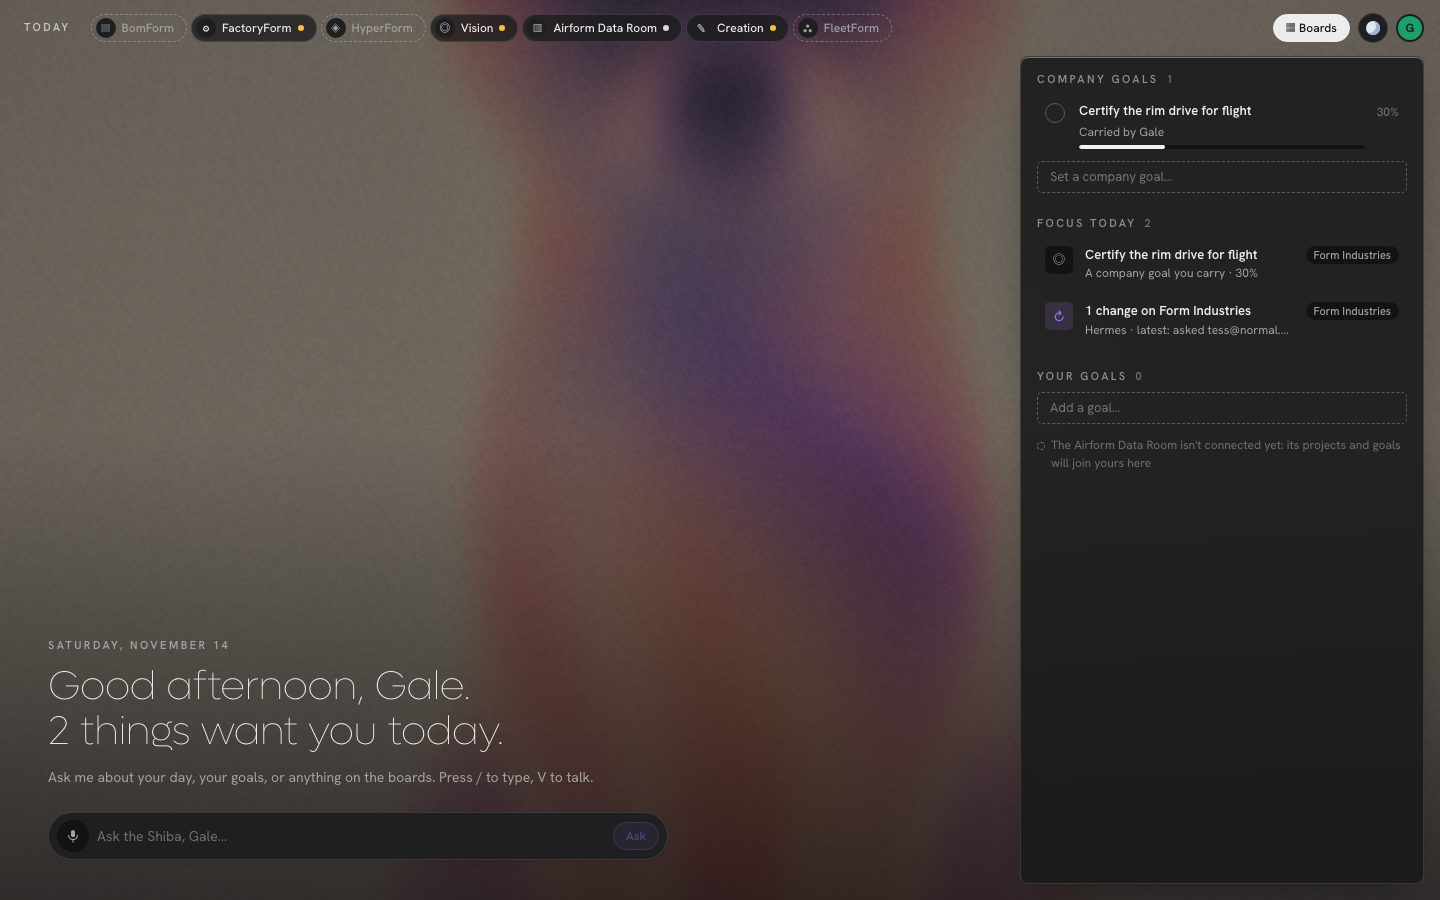 TODAY
BomForm
FactoryForm
HyperForm
Vision
Airform Data Room
Creation
FleetForm
Boards
G
COMPANY GOALS 1
Certify the rim drive for flight
30%
Carried by Gale
Set a company goal...
FOCUS TODAY 2
Certify the rim drive for flight
Form Industries
A company goal you carry · 30%
1 change on Form Industries
Form Industries
Hermes · latest: asked tess@normal....
YOUR GOALS 0
Add a goal...
The Airform Data Room isn't connected yet: its projects and goals
will join yours here
SATURDAY, NOVEMBER 14
Good afternoon, Gale.
2 things want you today.
Ask me about your day, your goals, or anything on the boards. Press / to type, V to talk.
Ask the Shiba, Gale...
Ask